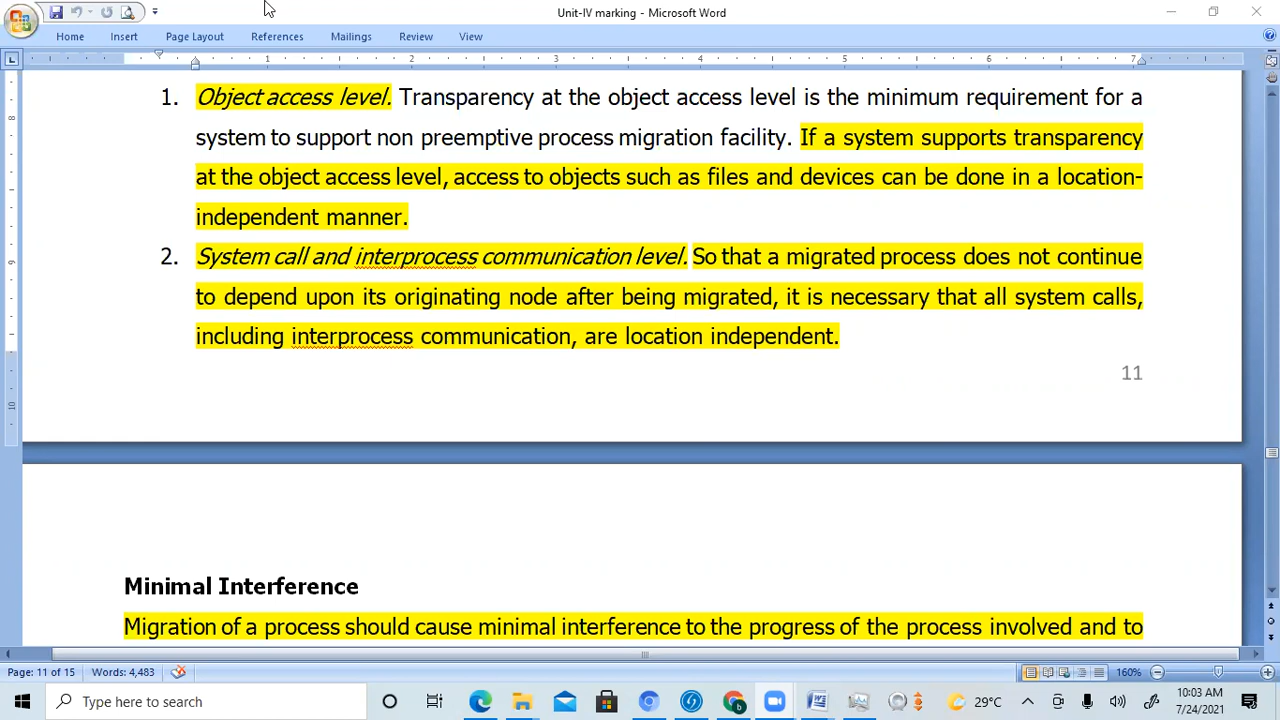 Unit-IV marking - Microsoft Word
Home Insert Page Layout References Mailings Review View
1 2 3 4 5 6 7
1. Object access level. Transparency at the object access level is the minimum requirement for a
system to support non preemptive process migration facility. If a system supports transparency
at the object access level, access to objects such as files and devices can be done in a location-
independent manner.
2. System call and interprocess communication level. So that a migrated process does not continue
to depend upon its originating node after being migrated, it is necessary that all system calls,
including interprocess communication, are location independent.
11
Minimal Interference
Migration of a process should cause minimal interference to the progress of the process involved and to
Page: 11 of 15 Words: 4,483 160%
Type here to search 29°C 10:03 AM
7/24/2021